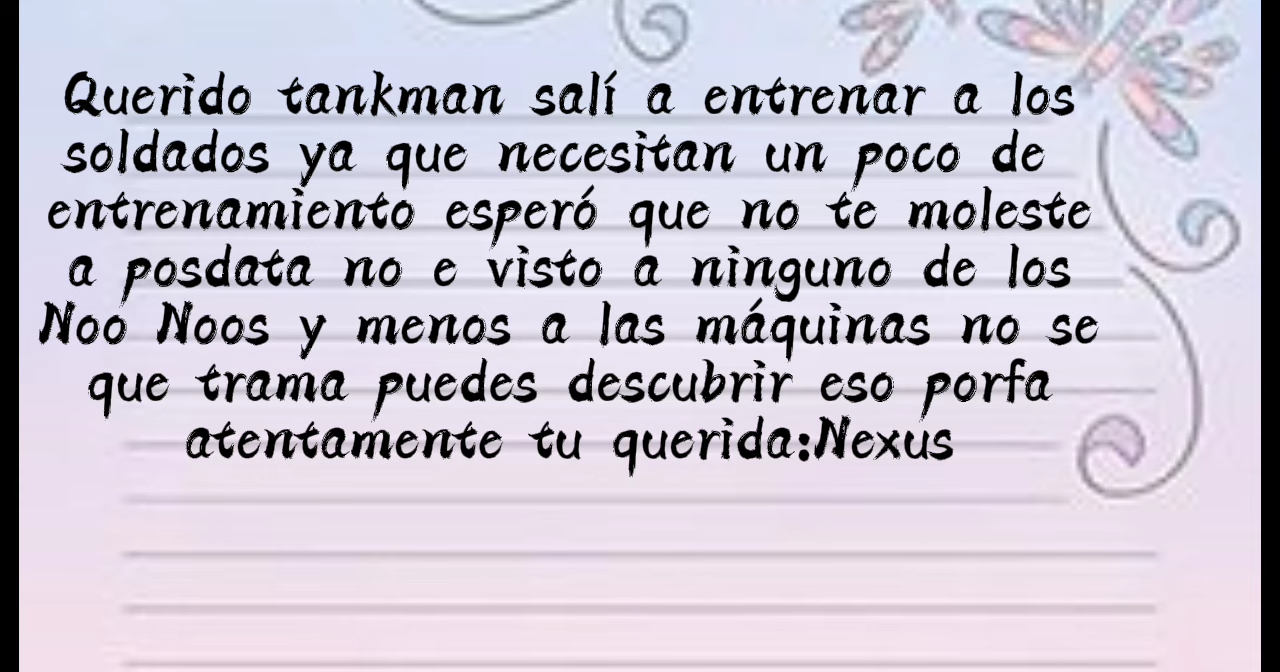 Querido tankman salí a entrenar a los
soldados ya que necesitan un poco de
entrenamiento esperó que no te moleste
a posdata no e visto a ninguno de los
Noo Noos y menos a las máquinas no se
que trama puedes descubrir eso porfa
atentamente tu querida:Nexus